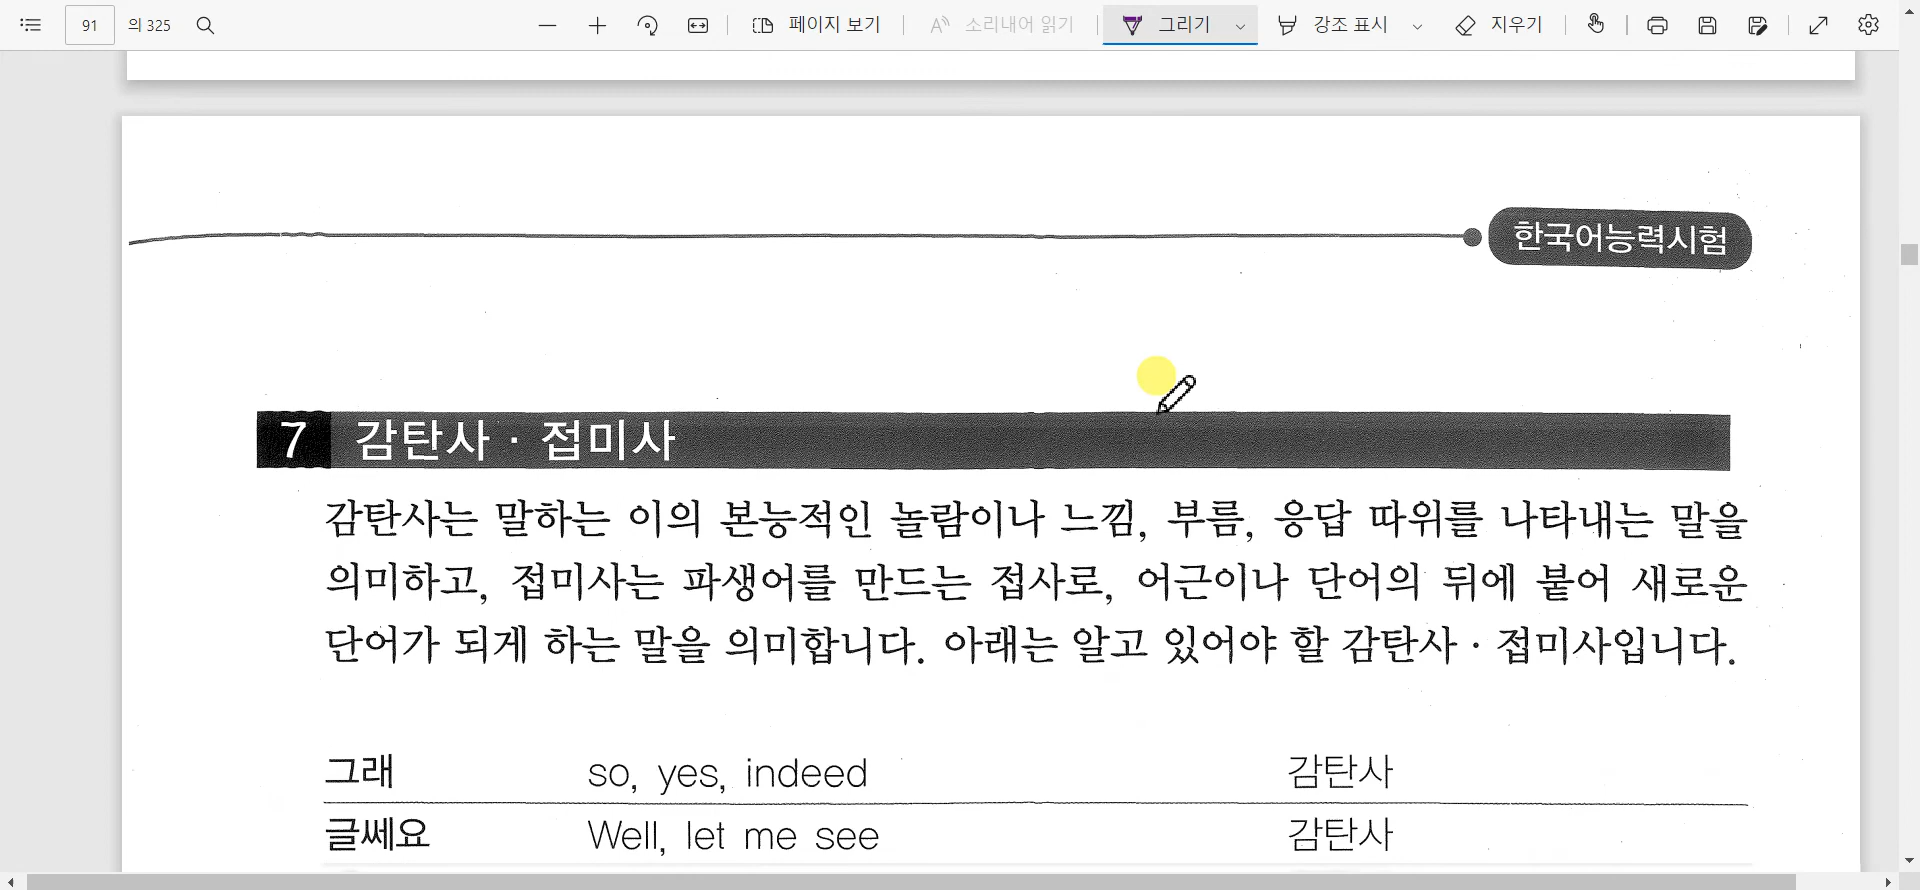 91 의 325 페이지 보기 소리내어 읽기 그리기 강조 표시 지우기
한국어능력시험
7 감탄사 · 접미사
감탄사는 말하는 이의 본능적인 놀람이나 느낌, 부름, 응답 따위를 나타내는 말을
의미하고, 접미사는 파생어를 만드는 접사로, 어근이나 단어의 뒤에 붙어 새로운
단어가 되게 하는 말을 의미합니다. 아래는 알고 있어야 할 감탄사 · 접미사입니다.
그래 so, yes, indeed 감탄사
글쎄요 Well, let me see 감탄사